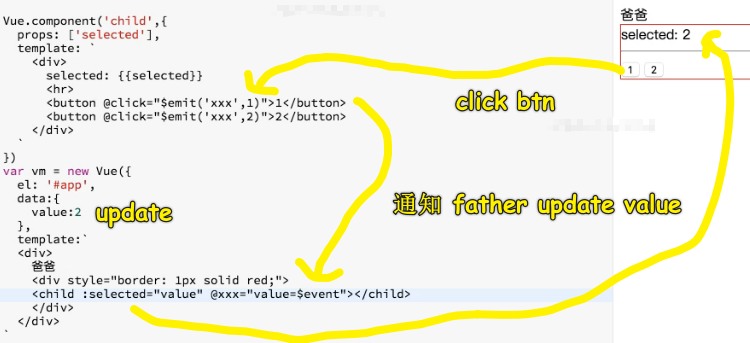 Vue.component('child',{
props: ['selected'],
template: `
<div>
selected: {{selected}}
<hr>
<button @click="$emit('xxx',1)">1</button>
<button @click="$emit('xxx',2)">2</button>
</div>
`
})
var vm = new Vue({
el: '#app',
data:{
value:2
},
template:`
<div>
爸爸
<div style="border: 1px solid red;">
<child :selected="value" @xxx="value=$event"></child>
</div>
</div>
`
update
click btn
通知 father update value
爸爸
selected: 2
1 2